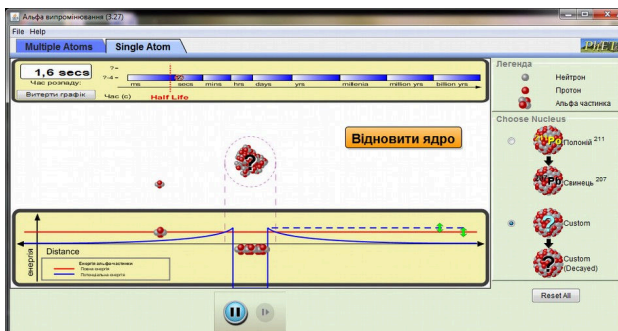 Альфа випромінювання (3.27)
File Help
Multiple Atoms Single Atom
PhET
1,6 secs
Час розпаду:
Витерти графік
?-
?-4 -
ms secs mins hrs days yrs millenia million yrs billion yrs
Час (с) Half Life
Відновити ядро
?
енергія
Distance
Енергія альфа-частинки
Повна енергія
Потенціальна енергія
Легенда
Нейтрон
Протон
Альфа частинка
Choose Nucleus
Полоній 211
Свинець 207
? Custom
? Custom
(Decayed)
Reset All